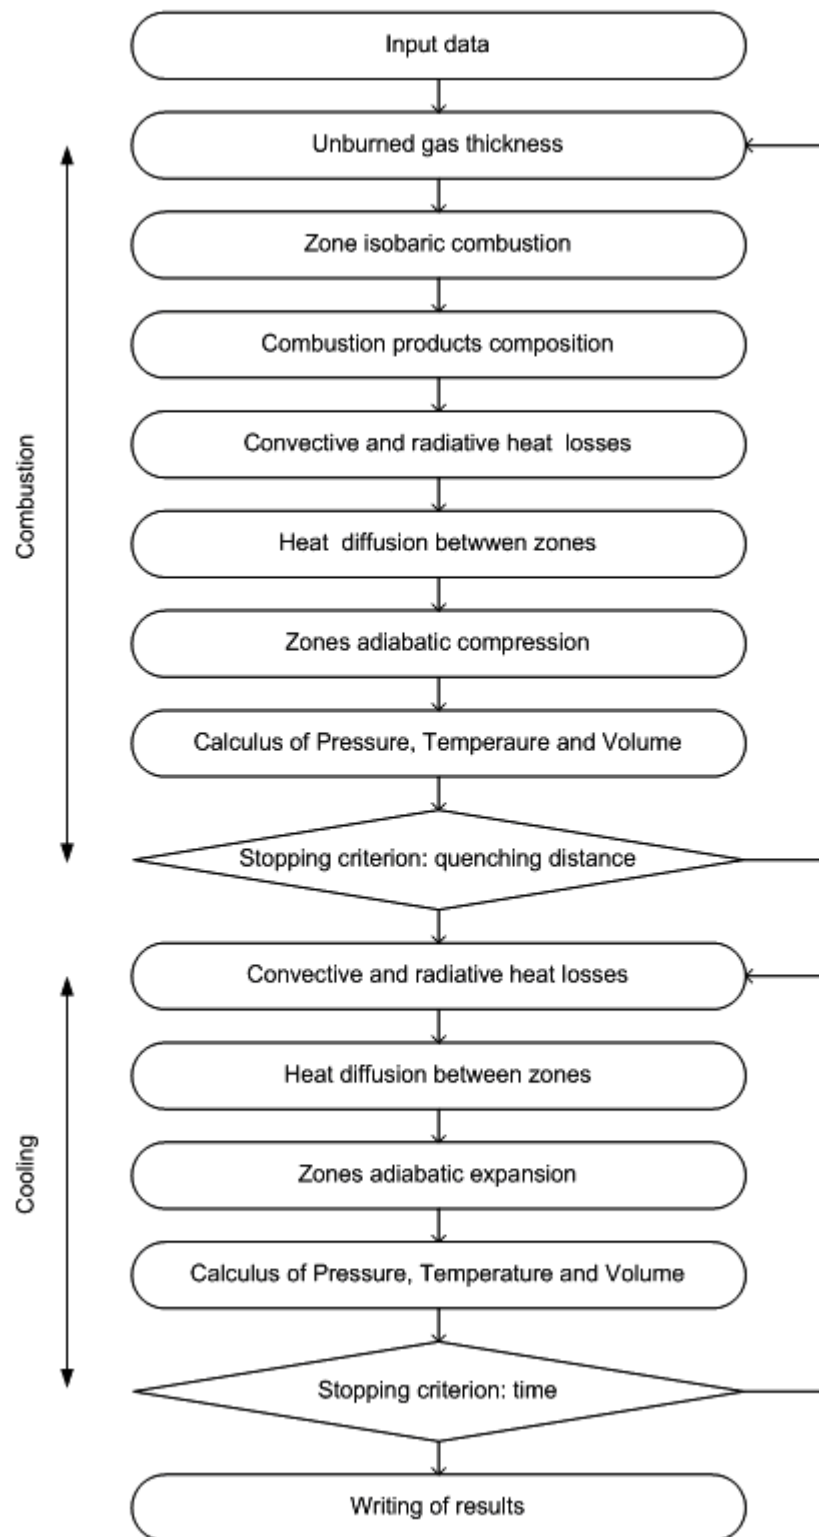 Input data
Unburned gas thickness
Zone isobaric combustion
Combustion products composition
Convective and radiative heat losses
Heat diffusion betwwen zones
Zones adiabatic compression
Calculus of Pressure, Temperaure and Volume
Stopping criterion: quenching distance
Combustion
Convective and radiative heat losses
Heat diffusion between zones
Zones adiabatic expansion
Calculus of Pressure, Temperature and Volume
Stopping criterion: time
Cooling
Writing of results